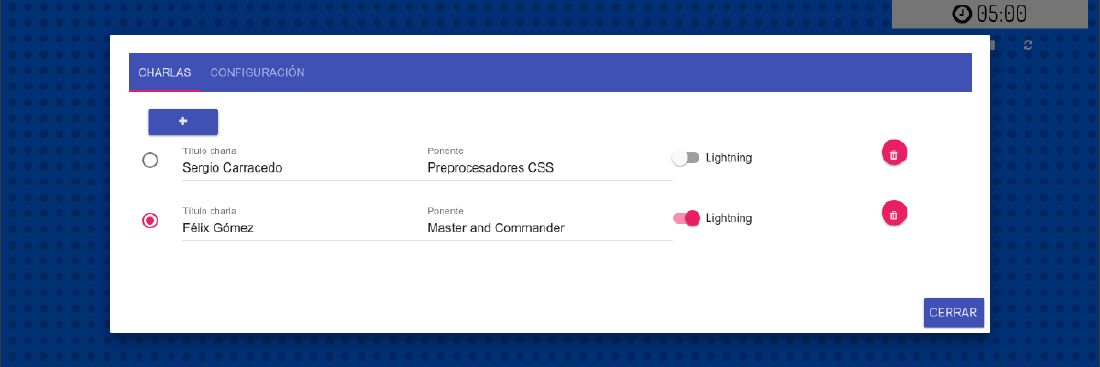 05:00
CHARLAS CONFIGURACIÓN
+
Título charla Ponente
Sergio Carracedo Preprocesadores CSS Lightning
Título charla Ponente
Félix Gómez Master and Commander Lightning
CERRAR